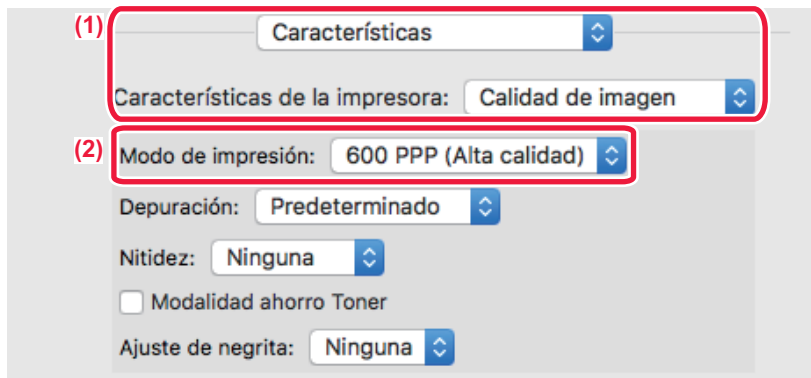 (1) Características
Características de la impresora: Calidad de imagen
(2) Modo de impresión: 600 PPP (Alta calidad)
Depuración: Predeterminado
Nitidez: Ninguna
Modalidad ahorro Toner
Ajuste de negrita: Ninguna